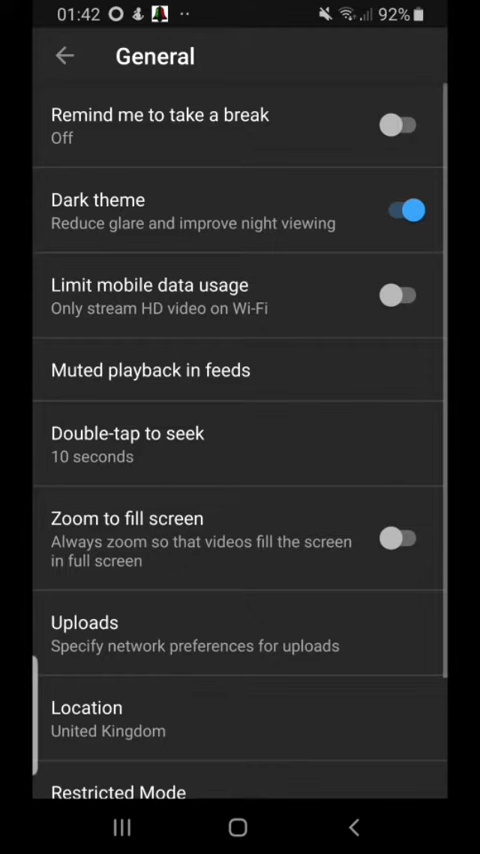 01:42
92%
General
Remind me to take a break
Off
Dark theme
Reduce glare and improve night viewing
Limit mobile data usage
Only stream HD video on Wi-Fi
Muted playback in feeds
Double-tap to seek
10 seconds
Zoom to fill screen
Always zoom so that videos fill the screen
in full screen
Uploads
Specify network preferences for uploads
Location
United Kingdom
Restricted Mode